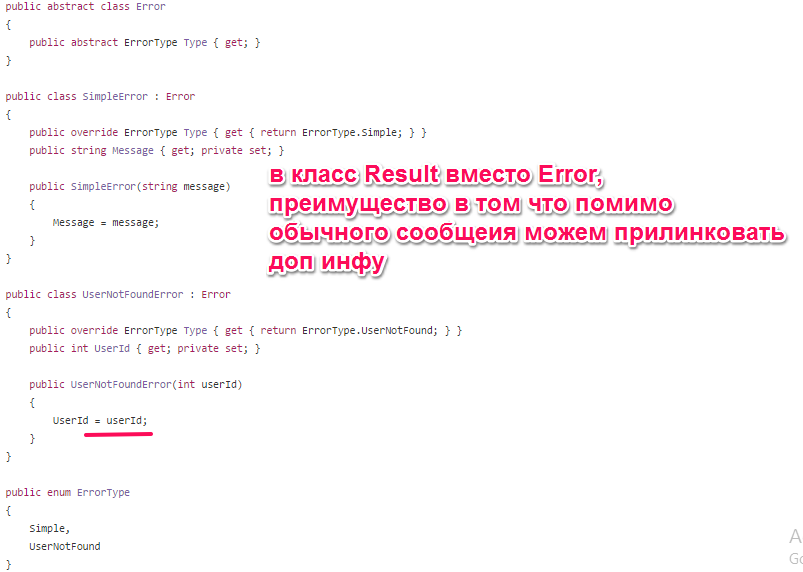 public abstract class Error
{
    public abstract ErrorType Type { get; }
}
public class SimpleError : Error
{
    public override ErrorType Type { get { return ErrorType.Simple; } }
    public string Message { get; private set; }
    public SimpleError(string message)
    {
        Message = message;
    }
}
в класс Result вместо Error,
преимущество в том что помимо
обычного сообщеия можем прилинковать
доп инфу
public class UserNotFoundError : Error
{
    public override ErrorType Type { get { return ErrorType.UserNotFound; } }
    public int UserId { get; private set; }
    public UserNotFoundError(int userId)
    {
        UserId = userId;
    }
}
public enum ErrorType
{
    Simple,
    UserNotFound
}
A
Go